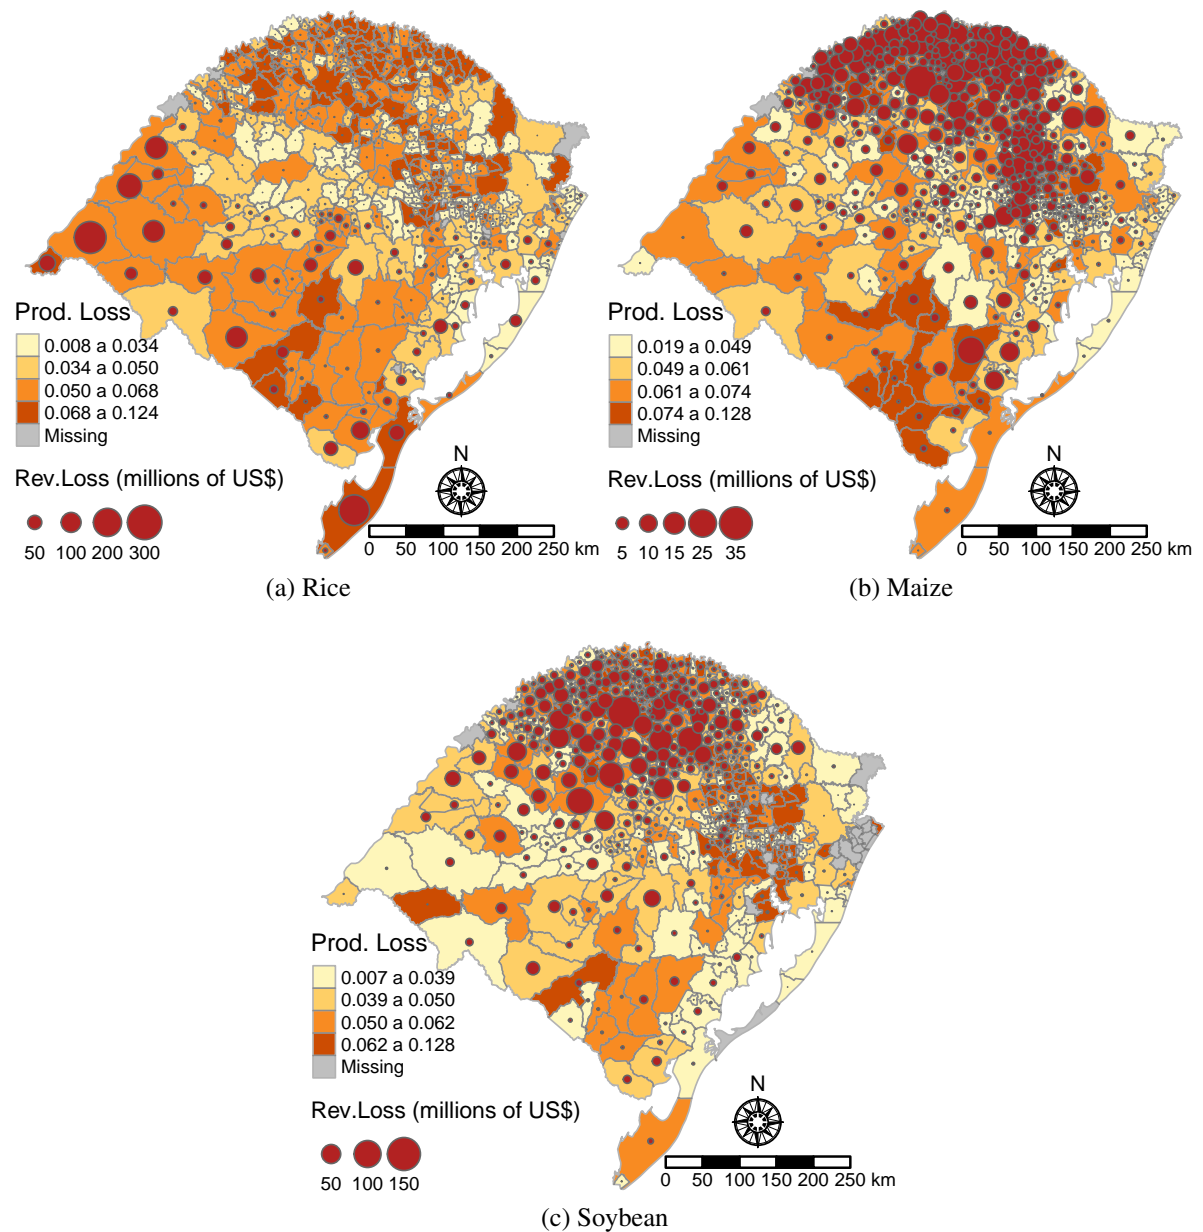 Prod. Loss
0.008 a 0.034
0.034 a 0.050
0.050 a 0.068
0.068 a 0.124
Missing
Rev.Loss (millions of US$)
50 100 200 300
N
0 50 100 150 200 250 km
(a) Rice
Prod. Loss
0.019 a 0.049
0.049 a 0.061
0.061 a 0.074
0.074 a 0.128
Missing
Rev.Loss (millions of US$)
5 10 15 25 35
N
0 50 100 150 200 250 km
(b) Maize
Prod. Loss
0.007 a 0.039
0.039 a 0.050
0.050 a 0.062
0.062 a 0.128
Missing
Rev.Loss (millions of US$)
50 100 150
N
0 50 100 150 200 250 km
(c) Soybean